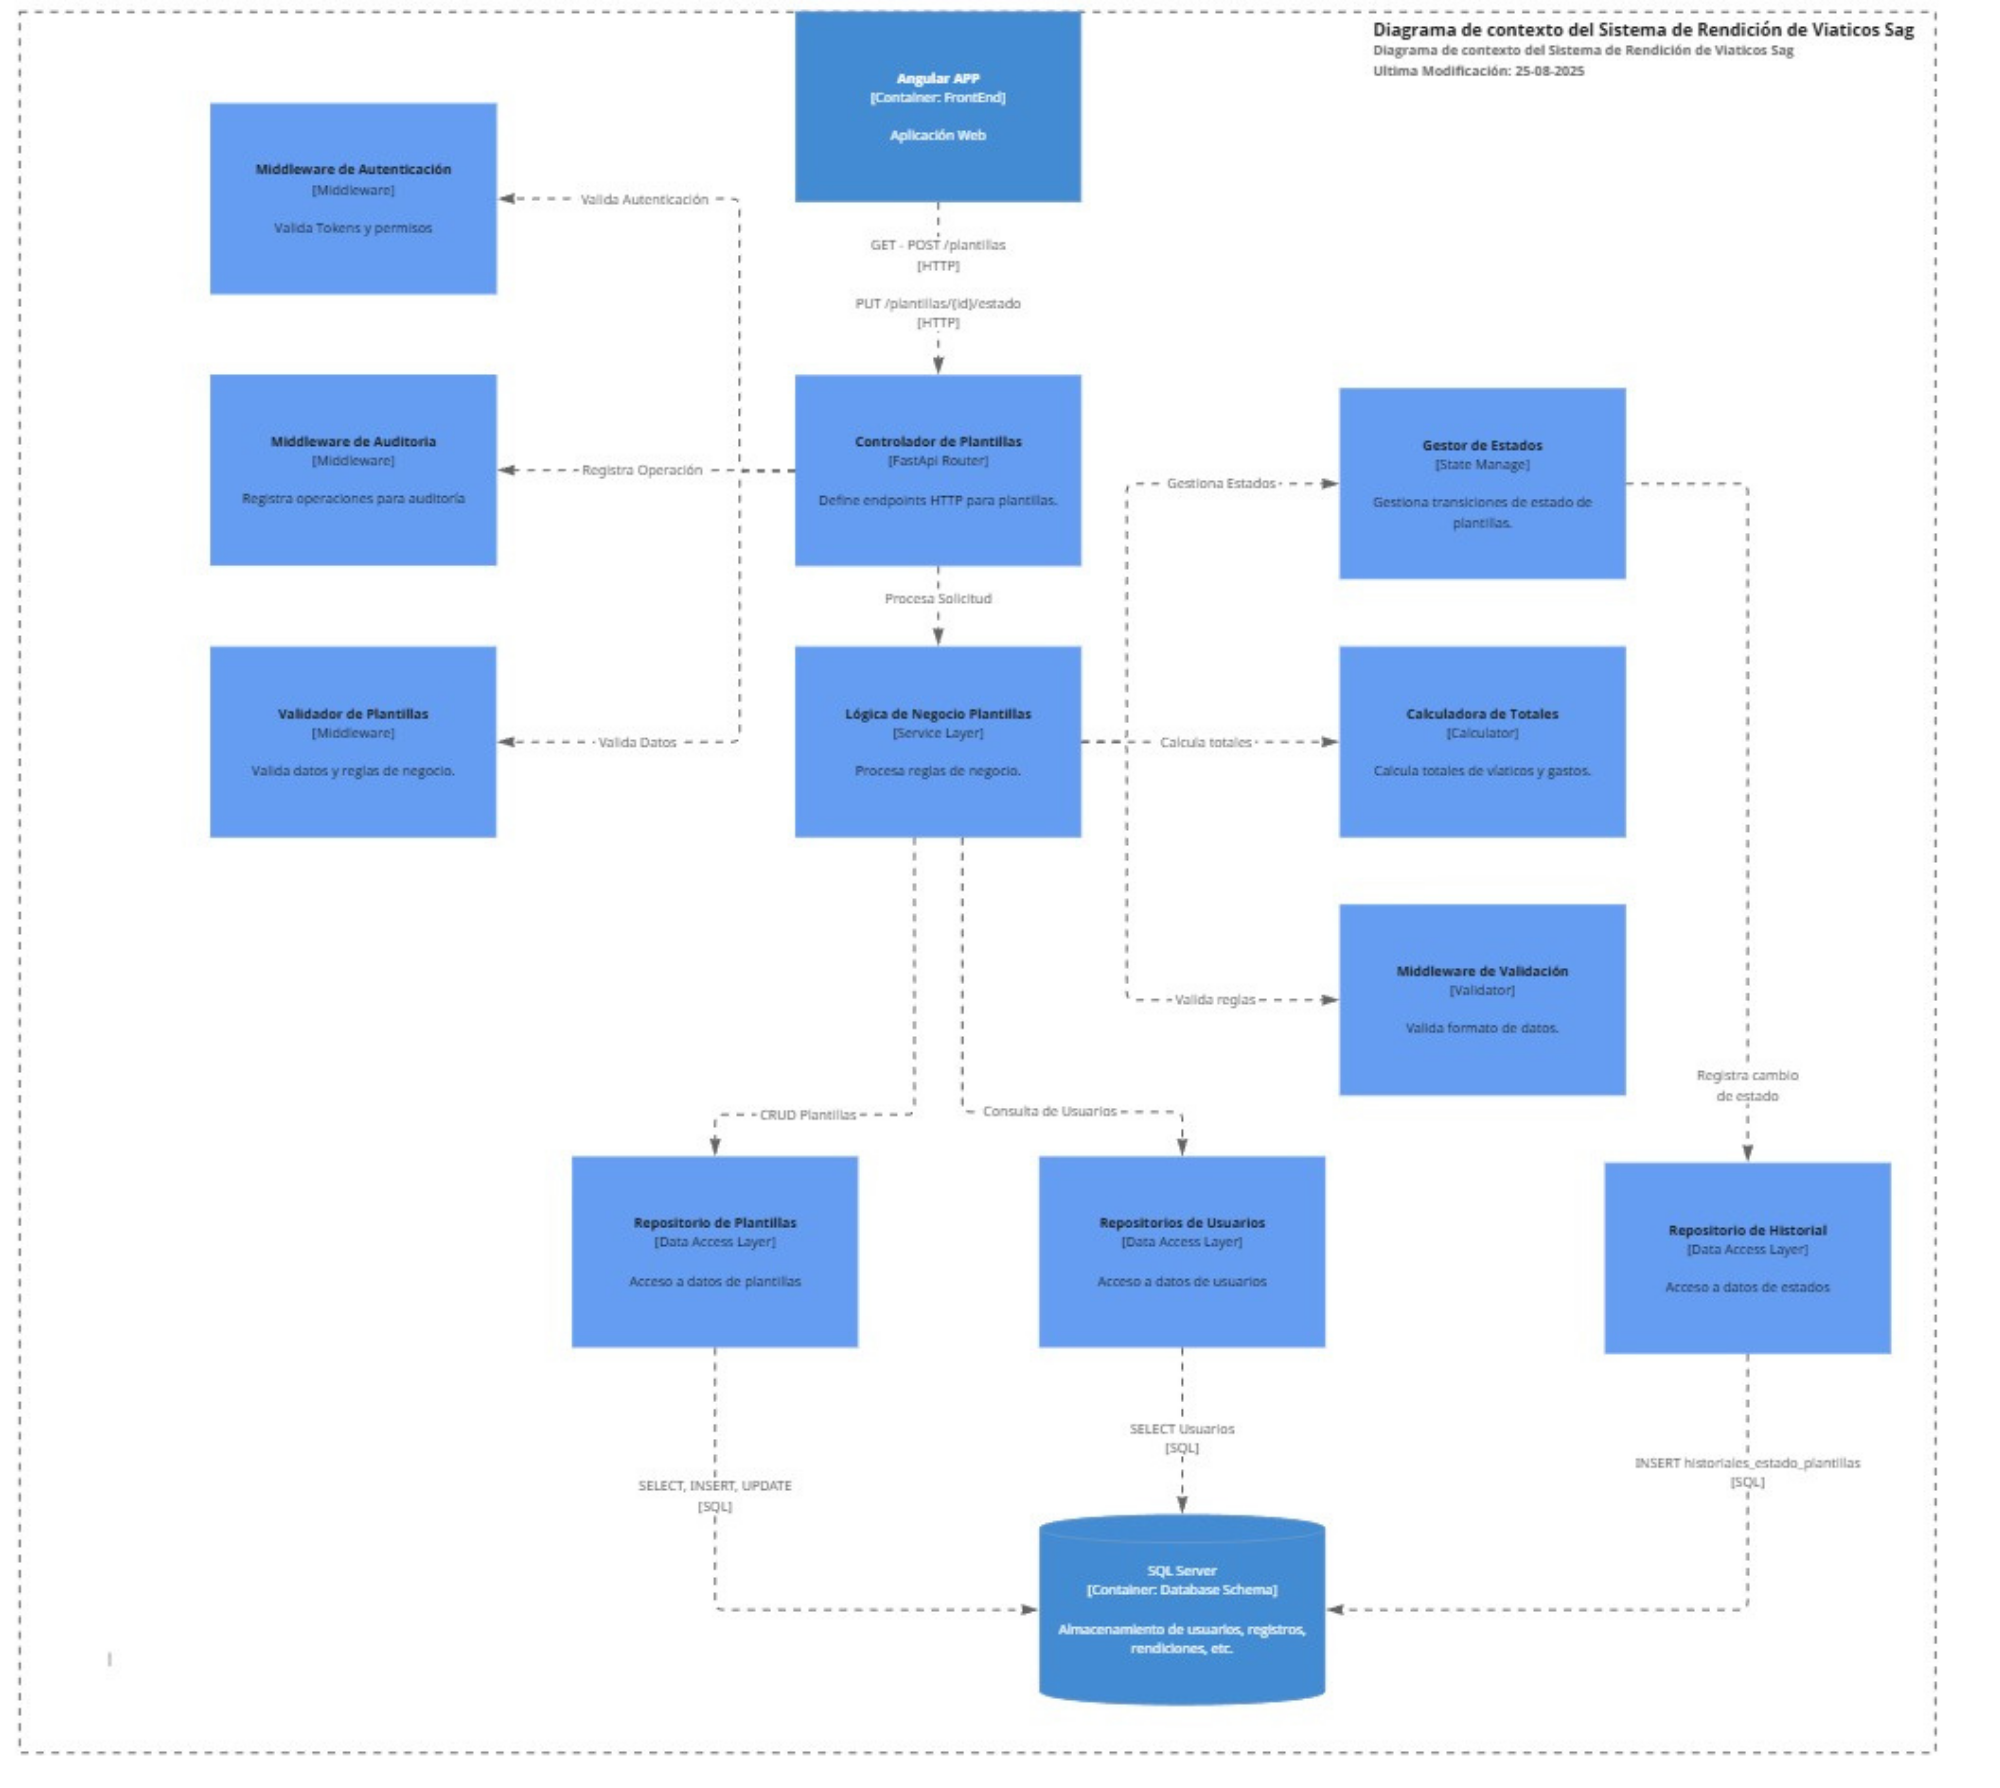 Diagrama de contexto del Sistema de Rendición de Viaticos Sag
Diagrama de contexto del Sistema de Rendición de Viaticos Sag
Ultima Modificación: 25-08-2025
Angular APP
[Container: FrontEnd]
Aplicación Web
Middleware de Autenticación
[Middleware]
Valida Tokens y permisos
Valida Autenticación
GET - POST /plantillas
[HTTP]
PUT /plantillas/{id}/estado
[HTTP]
Middleware de Auditoria
[Middleware]
Registra operaciones para auditoría
Registra Operación
Controlador de Plantillas
[FastApi Router]
Define endpoints HTTP para plantillas.
Gestiona Estados
Gestor de Estados
[State Manage]
Gestiona transiciones de estado de
plantillas.
Procesa Solicitud
Validador de Plantillas
[Middleware]
Valida datos y reglas de negocio.
Valida Datos
Lógica de Negocio Plantillas
[Service Layer]
Procesa reglas de negocio.
Calcula totales
Calculadora de Totales
[Calculator]
Calcula totales de viaticos y gastos.
Valida reglas
Middleware de Validación
[Validator]
Valida formato de datos.
Registra cambio
de estado
CRUD Plantillas
Consulta de Usuarios
Repositorio de Plantillas
[Data Access Layer]
Acceso a datos de plantillas
Repositorios de Usuarios
[Data Access Layer]
Acceso a datos de usuarios
Repositorio de Historial
[Data Access Layer]
Acceso a datos de estados
SELECT, INSERT, UPDATE
[SQL]
SELECT Usuarios
[SQL]
INSERT historiales_estado_plantillas
[SQL]
SQL Server
[Container: Database Schema]
Almacenamiento de usuarios, registros,
rendiciones, etc.